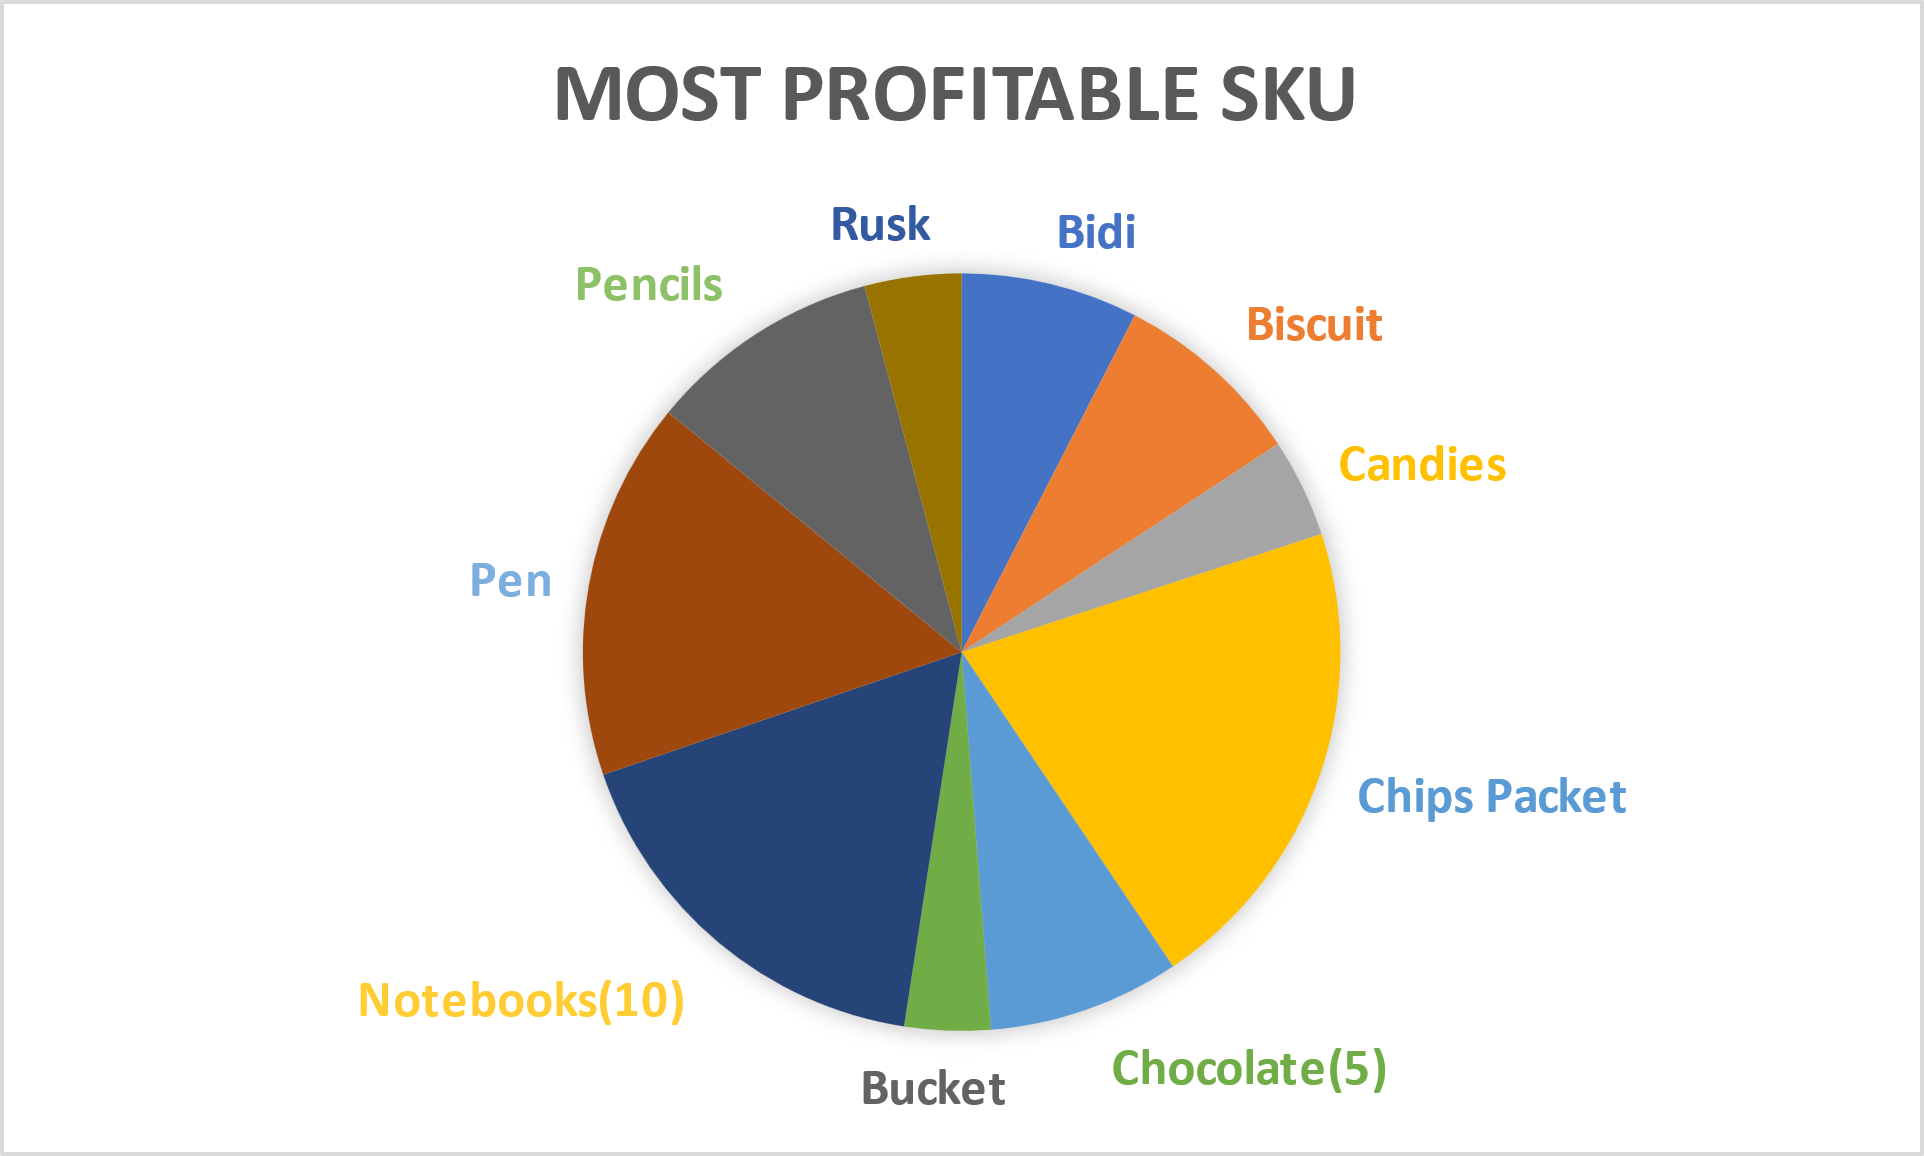 MOST PROFITABLE SKU
Rusk
Bidi
Pencils
Biscuit
Candies
Pen
Chips Packet
Notebooks(10)
Chocolate(5)
Bucket